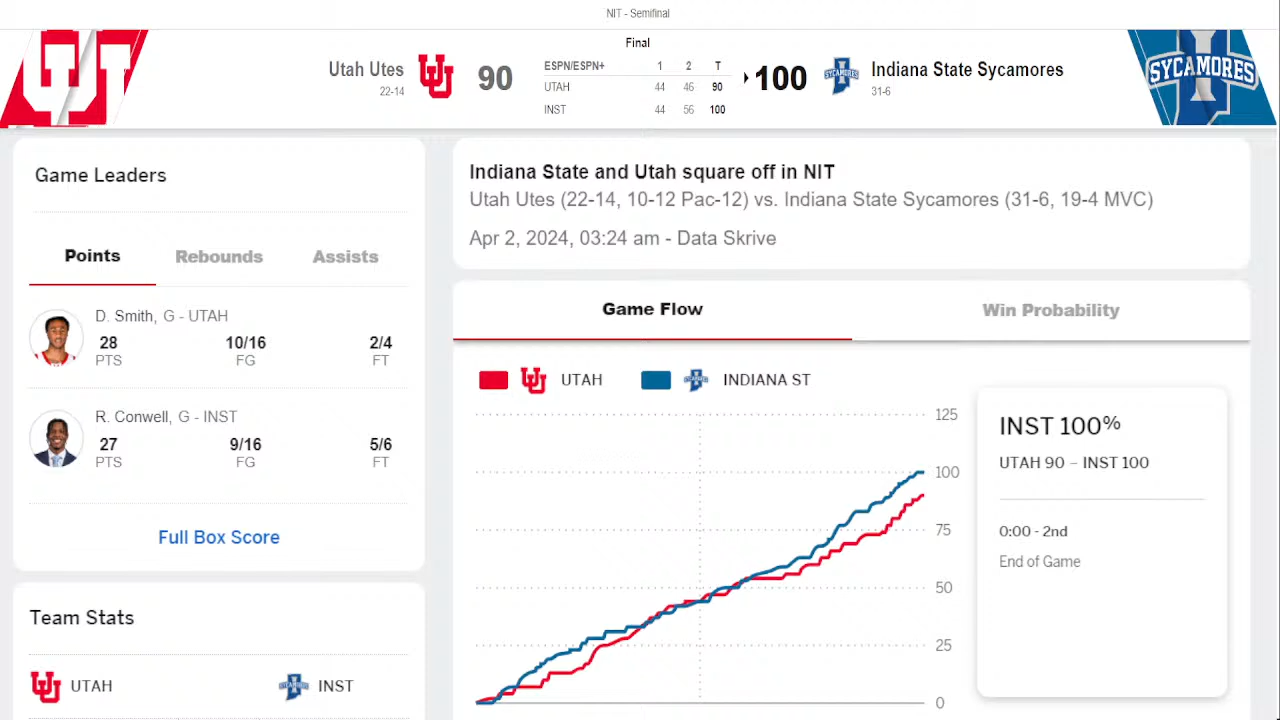 NIT - Semifinal
Final
Utah Utes
22-14
90
ESPN/ESPN+ 1 2 T
UTAH 44 46 90
INST 44 56 100
100
SYCAMORES
Indiana State Sycamores
31-6
SYCAMORES
Game Leaders
Points Rebounds Assists
D. Smith, G - UTAH
28 10/16 2/4
PTS FG FT
R. Conwell, G - INST
27 9/16 5/6
PTS FG FT
Full Box Score
Team Stats
UTAH
SYCAMORES
INST
Indiana State and Utah square off in NIT
Utah Utes (22-14, 10-12 Pac-12) vs. Indiana State Sycamores (31-6, 19-4 MVC)
Apr 2, 2024, 03:24 am - Data Skrive
Game Flow Win Probability
UTAH INDIANA ST
125
100
75
50
25
0
INST 100%
UTAH 90 – INST 100
0:00 - 2nd
End of Game